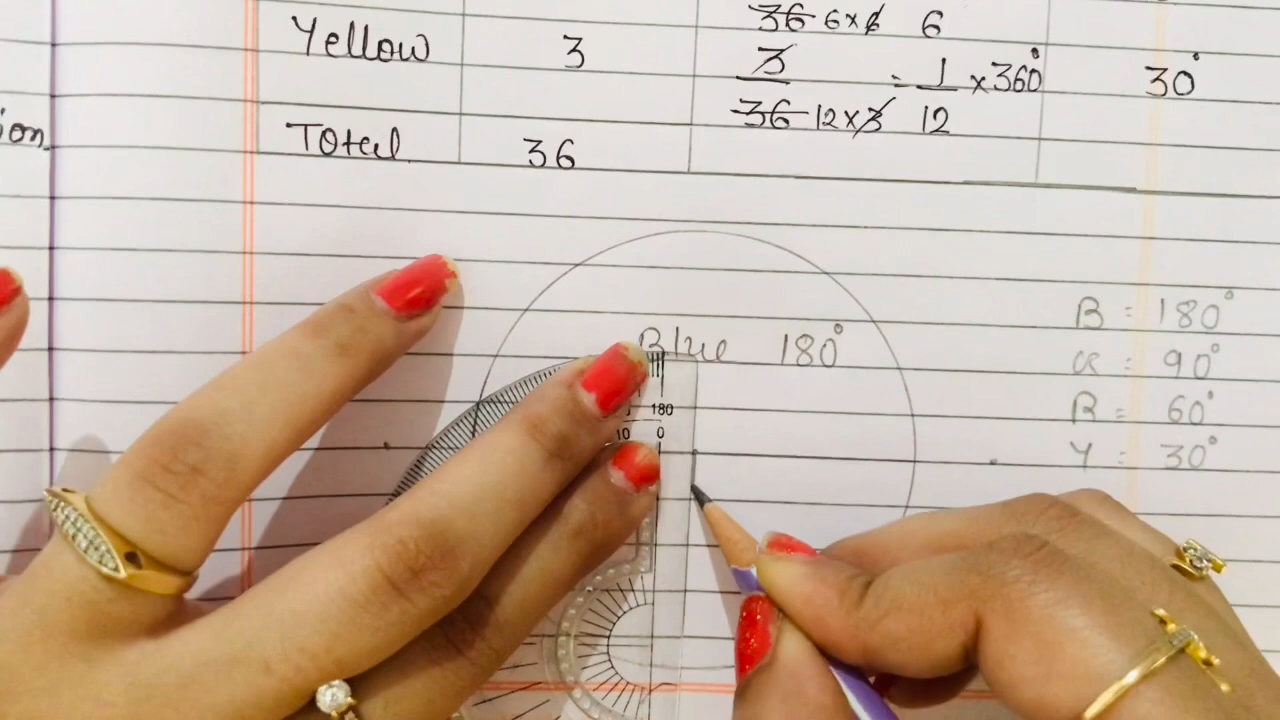 36 6×6 6
Yellow 3 3 = 1 ×360° 30°
36 12×3 12
ion
Total 36
B = 180°
Blue 180°
G = 90°
R = 60°
Y = 30°
180
10 0